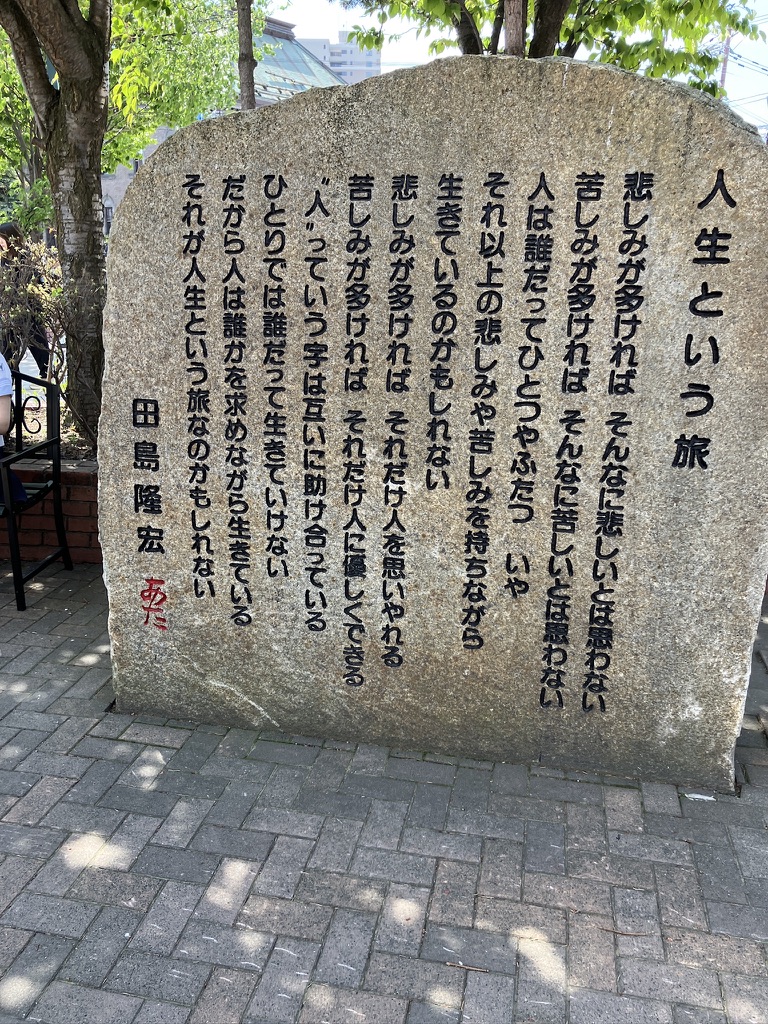 人生という旅
悲しみが多ければ そんなに悲しいとは思わない
苦しみが多ければ そんなに苦しいとは思わない
人は誰だってひとつやふたつ いや
それ以上の悲しみや苦しみを持ちながら
生きているのかもしれない
悲しみが多ければ それだけ人を思いやれる
苦しみが多ければ それだけ人に優しくできる
“人”っていう字は互いに助け合っている
ひとりでは誰だって生きていけない
だから人は誰かを求めながら生きている
それが人生という旅なのかもしれない
田島隆宏
あた